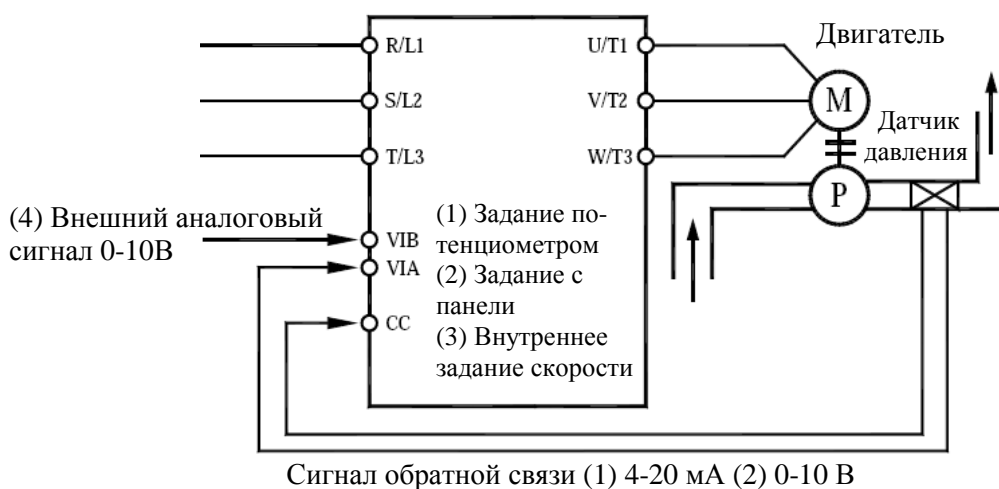 R/L1
U/T1
Двигатель
S/L2
V/T2
M
Датчик
давления
T/L3
W/T3
P
(4) Внешний аналоговый
сигнал 0-10В
VIB
VIA
CC
(1) Задание по-
тенциометром
(2) Задание с
панели
(3) Внутреннее
задание скорости
Сигнал обратной связи (1) 4-20 мА (2) 0-10 В